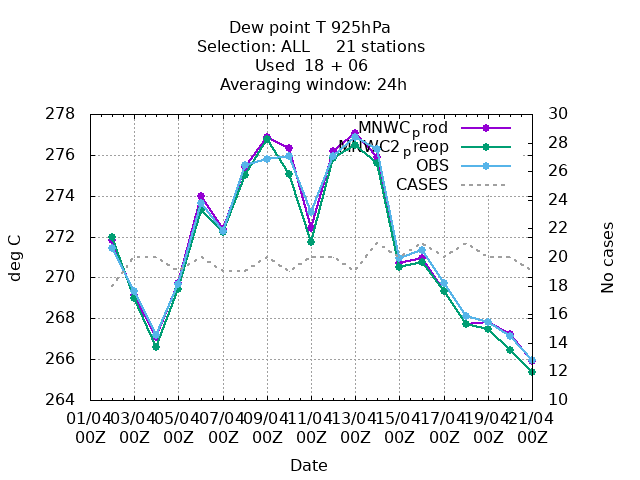 Dew point T 925hPa
Selection: ALL     21 stations
Used  18 + 06
Averaging window: 24h
278
276
274
272
270
268
266
264
30
28
26
24
22
20
18
16
14
12
10
MNWCprod
MNWC2preop
OBS
CASES
deg C
No cases
01/04 03/04 05/04 07/04 09/04 11/04 13/04 15/04 17/04 19/04 21/04
00Z 00Z 00Z 00Z 00Z 00Z 00Z 00Z 00Z 00Z 00Z
Date